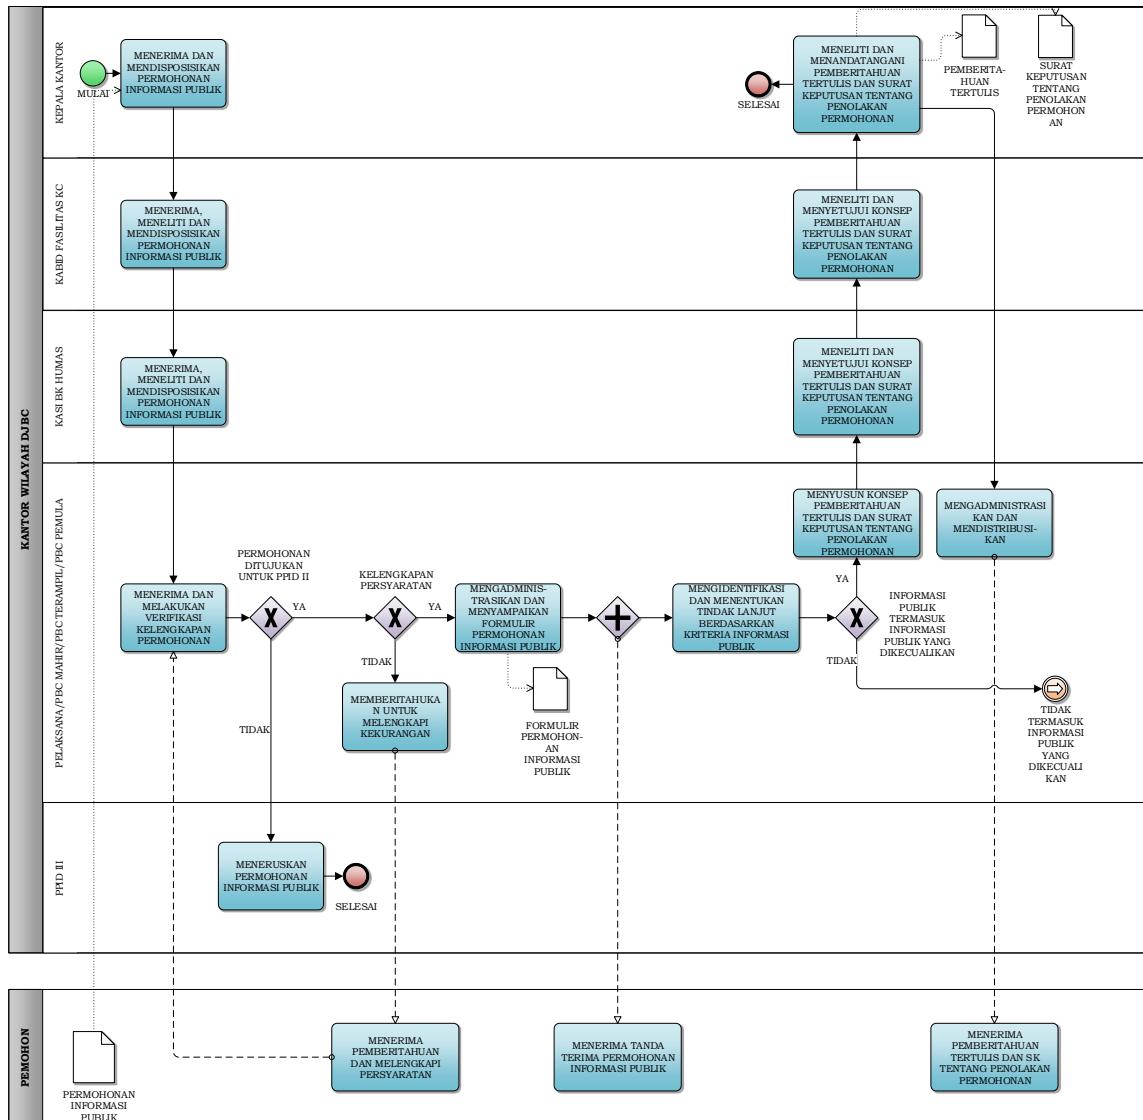 KANTOR WILAYAH DJBC
KEPALA KANTOR
MULAI
MENERIMA DAN
MENDISPOSISIKAN
PERMOHONAN
INFORMASI PUBLIK
SELESAI
MENELITI DAN
MENANDATANGANI
PEMBERITAHUAN
TERTULIS DAN SURAT
KEPUTUSAN TENTANG
PENOLAKAN
PERMOHONAN
PEMBERITA-
HUAN
TERTULIS
SURAT
KEPUTUSAN
TENTANG
PENOLAKAN
PERMOHON
AN
KABID FASILITAS KC
MENERIMA,
MENELITI DAN
MENDISPOSISIKAN
PERMOHONAN
INFORMASI PUBLIK
MENELITI DAN
MENYETUJUI KONSEP
PEMBERITAHUAN
TERTULIS DAN SURAT
KEPUTUSAN TENTANG
PENOLAKAN
PERMOHONAN
KASI BK HUMAS
MENERIMA,
MENELITI DAN
MENDISPOSISIKAN
PERMOHONAN
INFORMASI PUBLIK
MENELITI DAN
MENYETUJUI KONSEP
PEMBERITAHUAN
TERTULIS DAN SURAT
KEPUTUSAN TENTANG
PENOLAKAN
PERMOHONAN
PELAKSANA/PBC MAHIR/PBC TERAMPIL/PBC PEMULA
MENYUSUN KONSEP
PEMBERITAHUAN
TERTULIS DAN SURAT
KEPUTUSAN TENTANG
PENOLAKAN
PERMOHONAN
MENGADMINISTRASI
KAN DAN
MENDISTRIBUSI-
KAN
MENERIMA DAN
MELAKUKAN
VERIFIKASI
KELENGKAPAN
PERMOHONAN
PERMOHONAN
DITUJUKAN
UNTUK PPID II
YA
TIDAK
KELENGKAPAN
PERSYARATAN
YA
TIDAK
MENGADMINIS-
TRASIKAN DAN
MENYAMPAIKAN
FORMULIR
PERMOHONAN
INFORMASI PUBLIK
MENGIDENTIFIKASI
DAN MENENTUKAN
TINDAK LANJUT
BERDASARKAN
KRITERIA INFORMASI
PUBLIK
YA
TIDAK
INFORMASI
PUBLIK
TERMASUK
INFORMASI
PUBLIK YANG
DIKECUALIKAN
MEMBERITAHUKA
N UNTUK
MELENGKAPI
KEKURANGAN
FORMULIR
PERMOHON-
AN
INFORMASI
PUBLIK
TIDAK
TERMASUK
INFORMASI
PUBLIK
YANG
DIKECUALI
KAN
PPID III
MENERUSKAN
PERMOHONAN
INFORMASI PUBLIK
SELESAI
PEMOHON
PERMOHONAN
INFORMASI
PUBLIK
MENERIMA
PEMBERITAHUAN
DAN MELENGKAPI
PERSYARATAN
MENERIMA TANDA
TERIMA PERMOHONAN
INFORMASI PUBLIK
MENERIMA
PEMBERITAHUAN
TERTULIS DAN SK
TENTANG PENOLAKAN
PERMOHONAN